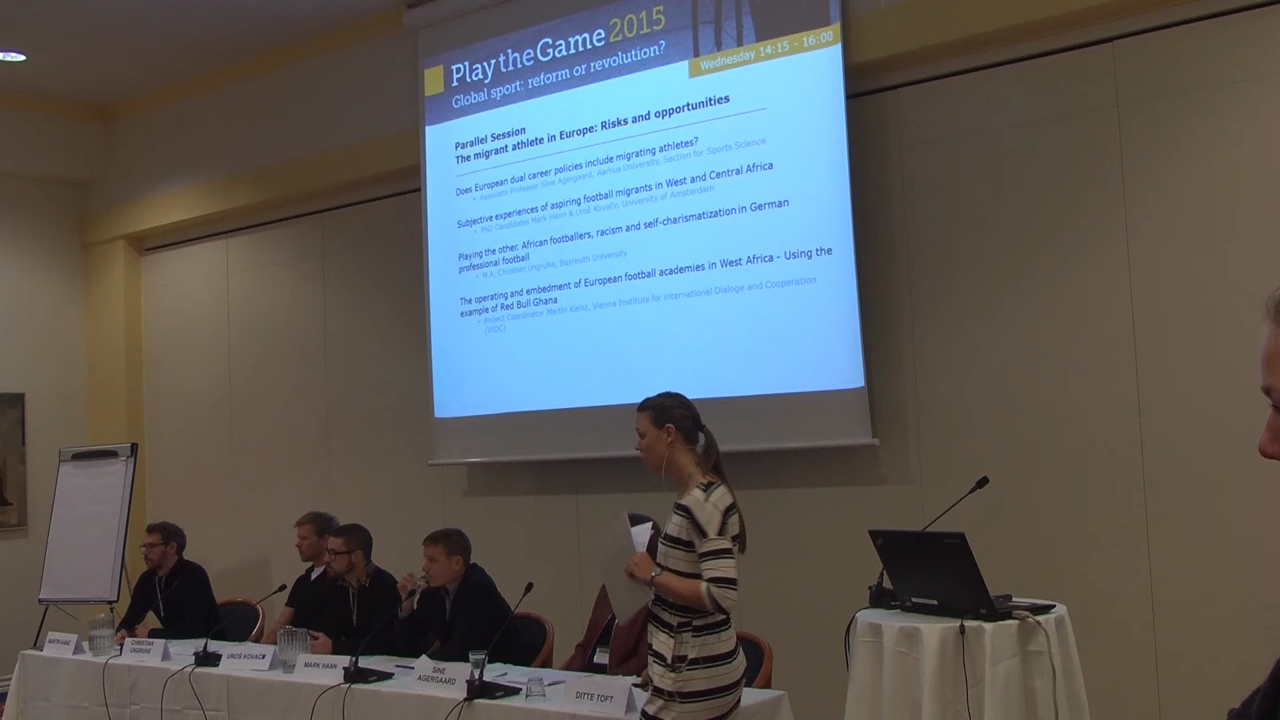 Play the Game 2015
Global sport: reform or revolution?
Wednesday 14:15 - 16:00
Parallel Session
The migrant athlete in Europe: Risks and opportunities
Does European dual career policies include migrating athletes?
• Associate Professor Sine Agergaard, Aarhus University, Section for Sports Science
Subjective experiences of aspiring football migrants in West and Central Africa
• PhD Candidates Mark Hann & Uroš Kovač, University of Amsterdam
Playing the other. African footballers, racism and self-charismatization in German
professional football
• M.A. Christian Ungruhe, Bayreuth University
The operating and embedment of European football academies in West Africa - Using the
example of Red Bull Ghana
• Project Coordinator Martin Kainz, Vienna Institute for International Dialoge and Cooperation
(VIDC)
MARTIN KAINZ
CHRISTIAN
UNGRUHE
UROŠ KOVAČ
MARK HANN
SINE
AGERGAARD
DITTE TOFT